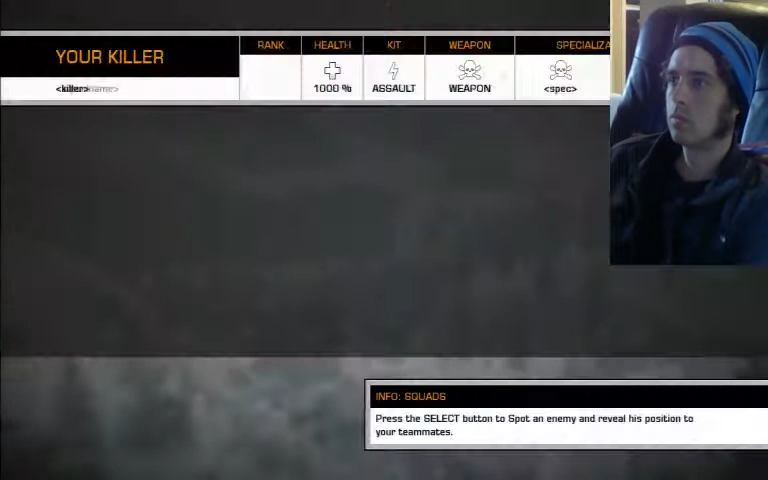 RANK HEALTH KIT WEAPON SPECIALIZA
YOUR KILLER
<killer> 1000 % ASSAULT WEAPON <spec>
INFO: SQUADS
Press the SELECT button to Spot an enemy and reveal his position to
your teammates.